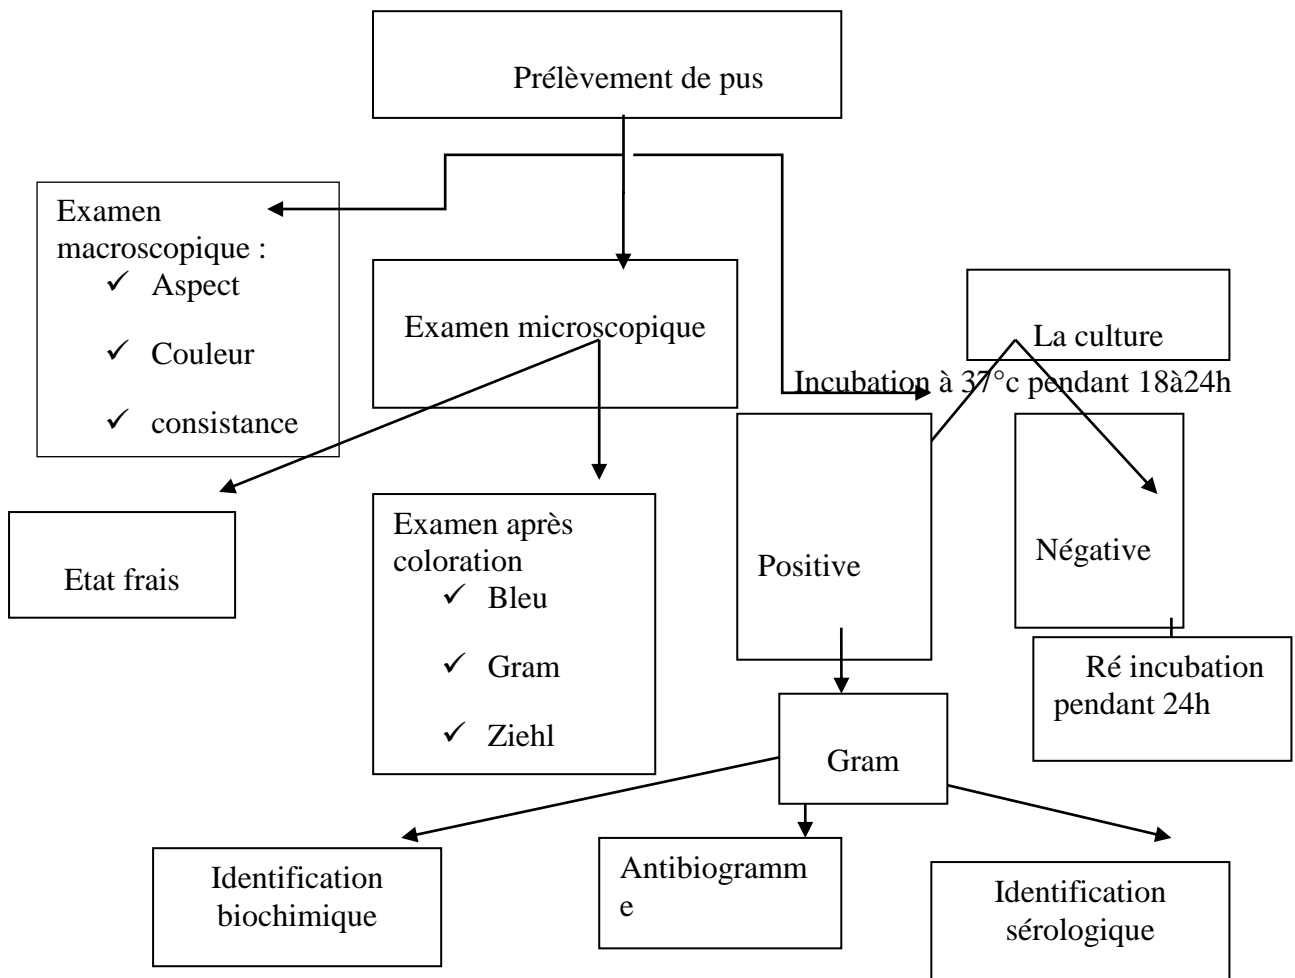 Prélèvement de pus
Examen
macroscopique :
✓ Aspect
✓ Couleur
✓ consistance
Examen microscopique
La culture
Incubation à 37°c pendant 18à24h
Etat frais
Examen après
coloration
✓ Bleu
✓ Gram
✓ Ziehl
Positive
Négative
Ré incubation
pendant 24h
Gram
Identification
biochimique
Antibiogramm
e
Identification
sérologique